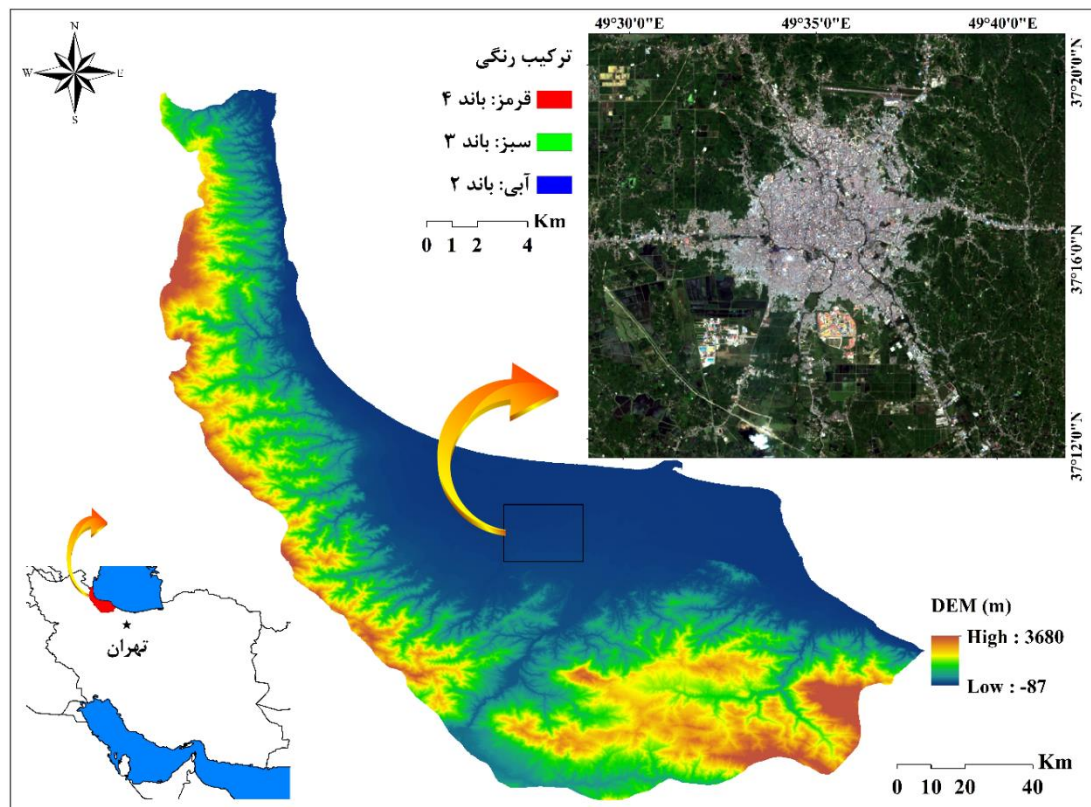 49°30'0"E
49°35'0"E
49°40'0"E
37°20'0"N
37°16'0"N
37°12'0"N
N
W
E
S
ترکیب رنگی
قرمز: باند ۴
سبز: باند ۳
آبی: باند ۲
Km
0 1 2 4
تهران
DEM (m)
High : 3680
Low : -87
Km
0 10 20 40